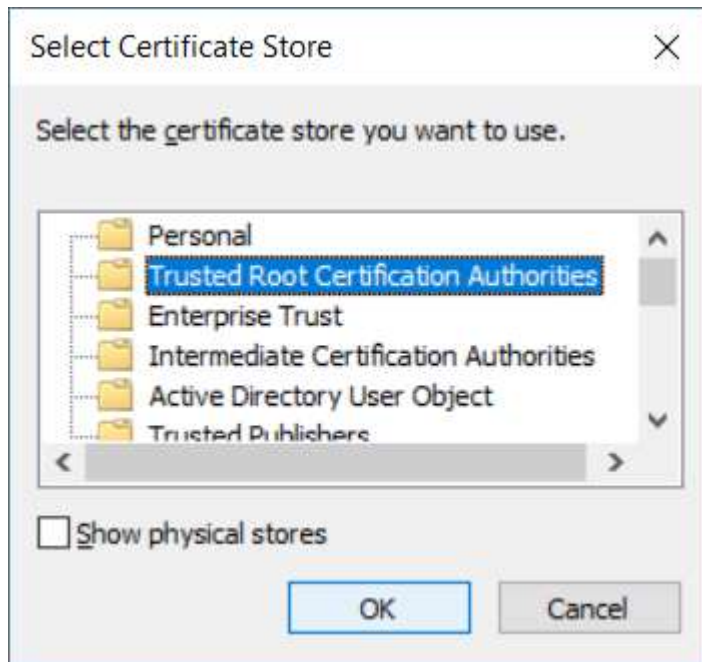 Select Certificate Store
Select the certificate store you want to use.
Personal
Trusted Root Certification Authorities
Enterprise Trust
Intermediate Certification Authorities
Active Directory User Object
Trusted Publishers
Show physical stores
OK
Cancel